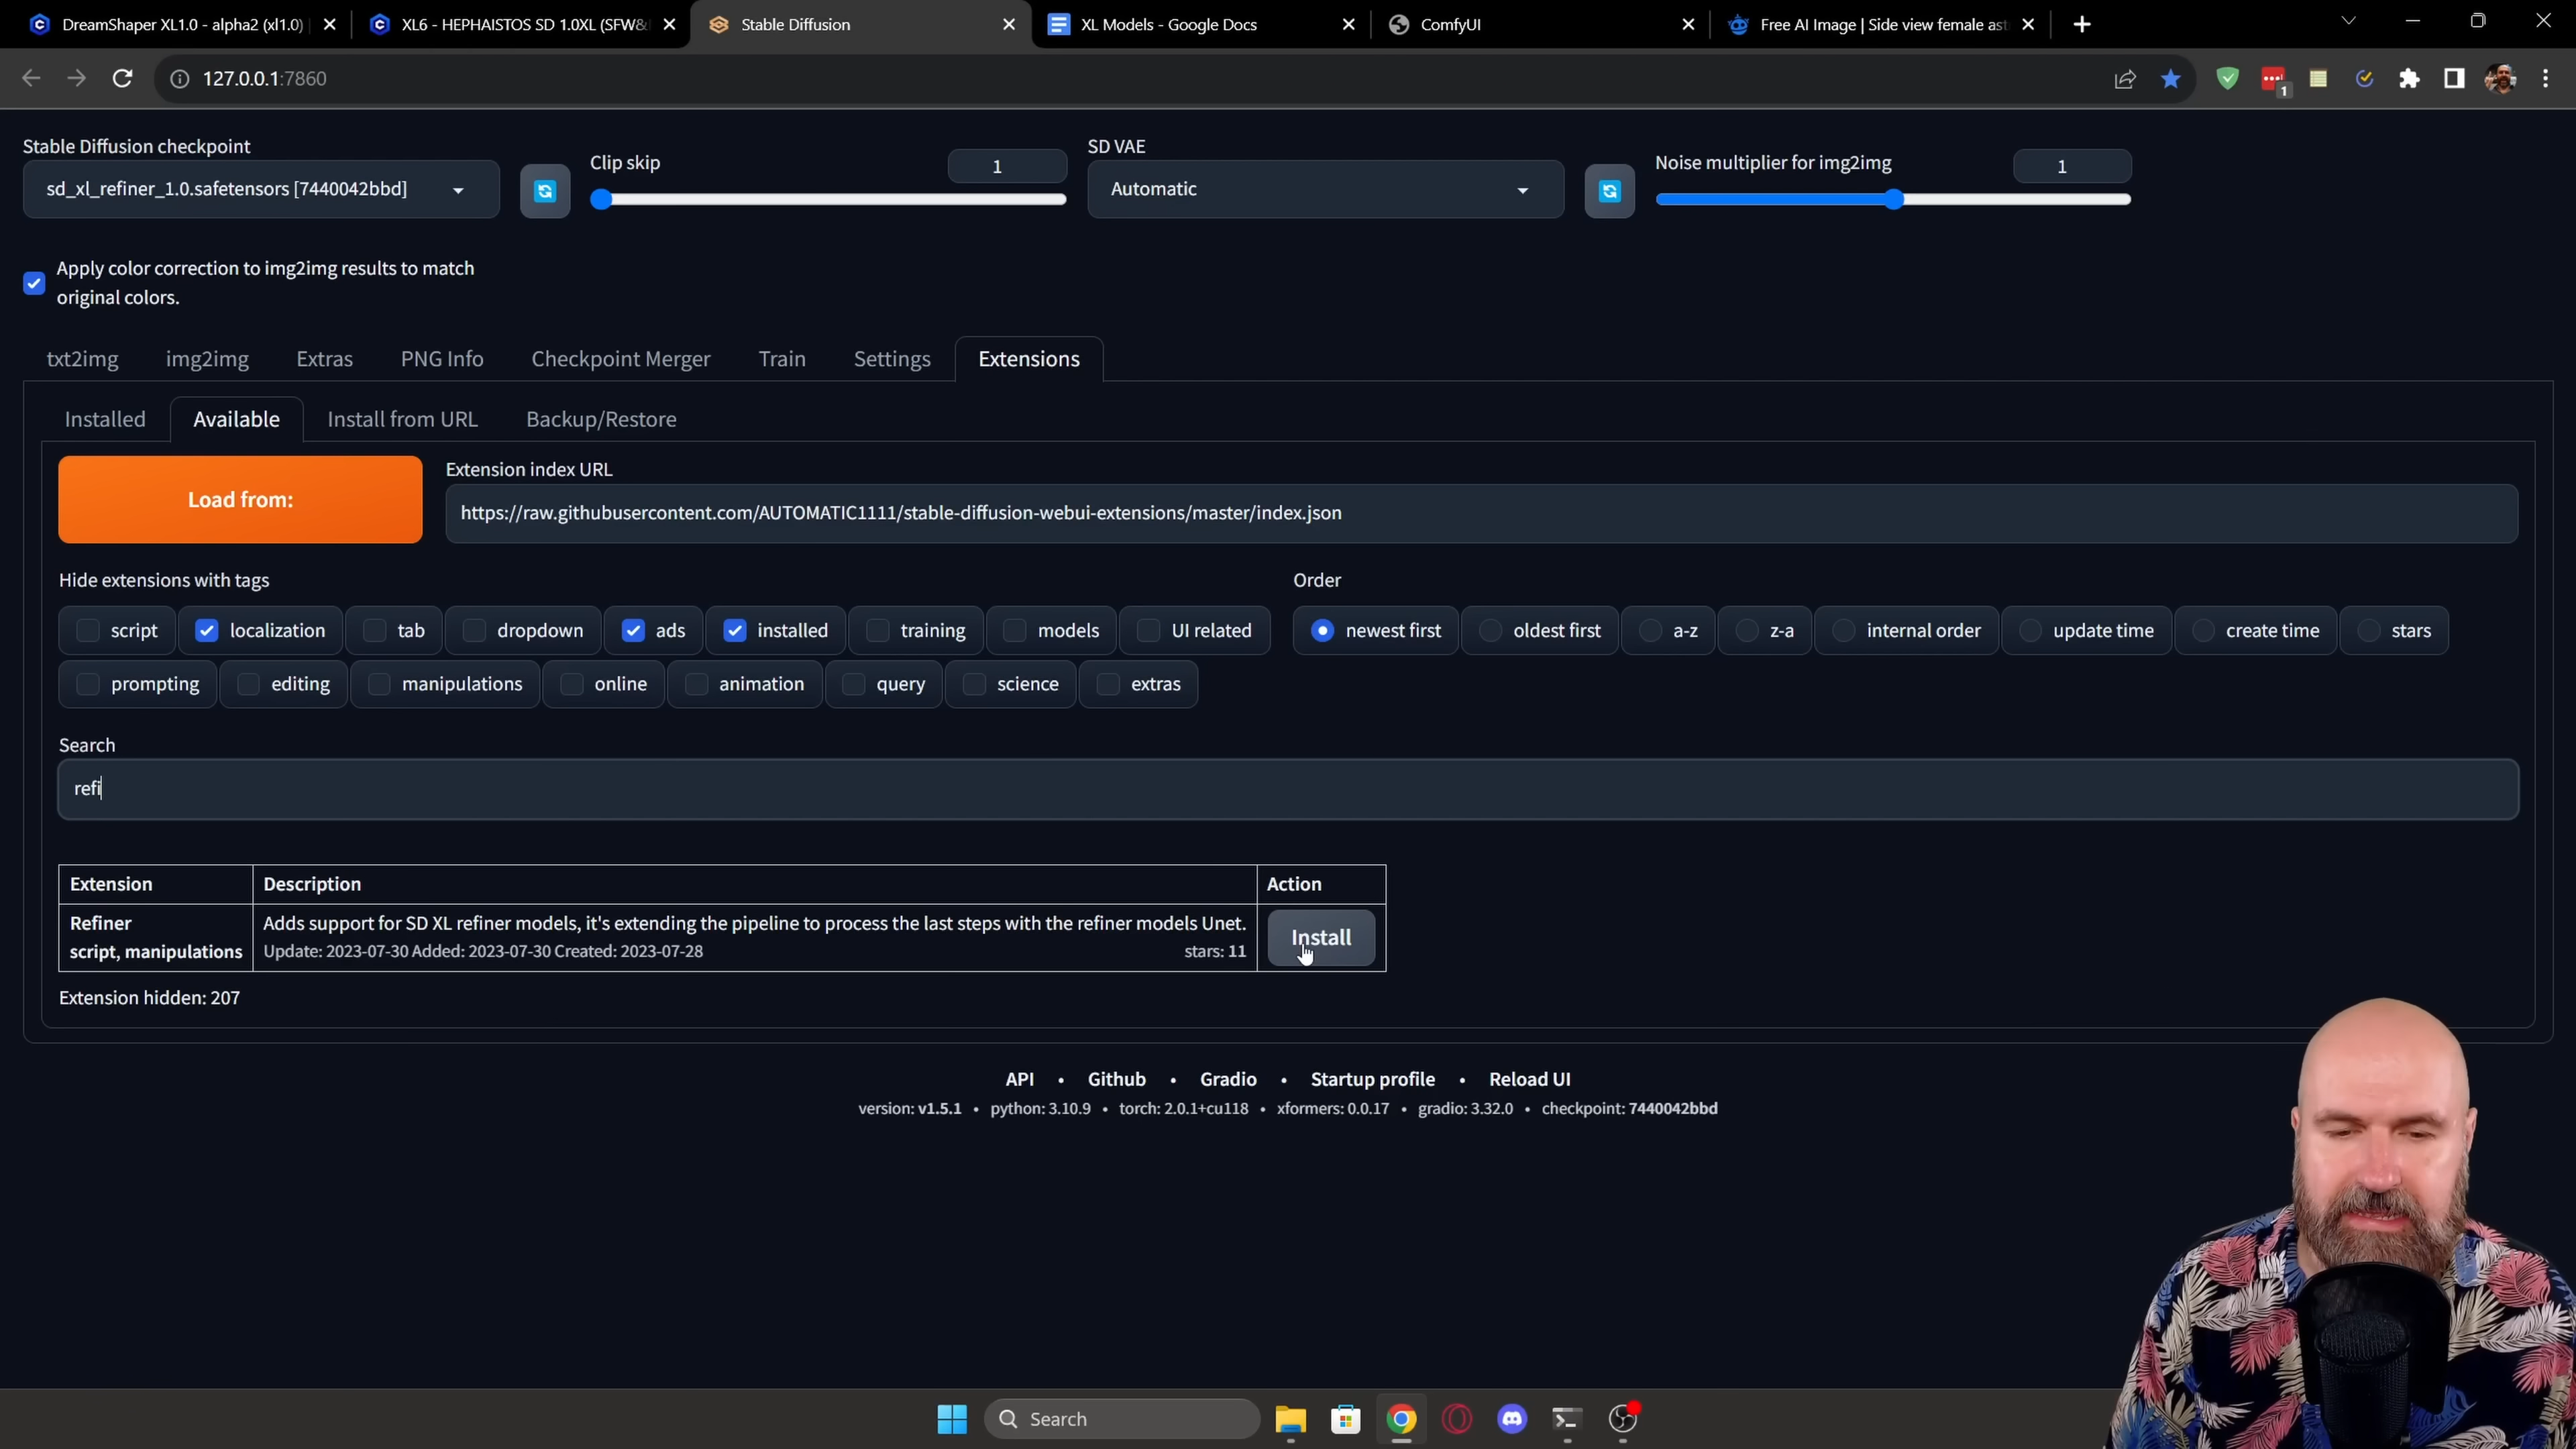 DreamShaper XL1.0 - alpha2 (xl1.0)
XL6 - HEPHAISTOS SD 1.0XL (SFW&
Stable Diffusion
XL Models - Google Docs
ComfyUI
Free AI Image | Side view female ast
127.0.0.1:7860
1
Stable Diffusion checkpoint
sd_xl_refiner_1.0.safetensors [7440042bbd]
Clip skip
1
SD VAE
Automatic
Noise multiplier for img2img
1
Apply color correction to img2img results to match
original colors.
txt2img
img2img
Extras
PNG Info
Checkpoint Merger
Train
Settings
Extensions
Installed
Available
Install from URL
Backup/Restore
Load from:
Extension index URL
https://raw.githubusercontent.com/AUTOMATIC1111/stable-diffusion-webui-extensions/master/index.json
Hide extensions with tags
script
localization
tab
dropdown
ads
installed
training
models
UI related
prompting
editing
manipulations
online
animation
query
science
extras
Order
newest first
oldest first
a-z
z-a
internal order
update time
create time
stars
Search
refi
Extension
Description
Action
Refiner
script, manipulations
Adds support for SD XL refiner models, it's extending the pipeline to process the last steps with the refiner models Unet.
Update: 2023-07-30 Added: 2023-07-30 Created: 2023-07-28
stars: 11
Install
Extension hidden: 207
API • Github • Gradio • Startup profile • Reload UI
version: v1.5.1 • python: 3.10.9 • torch: 2.0.1+cu118 • xformers: 0.0.17 • gradio: 3.32.0 • checkpoint: 7440042bbd
Search